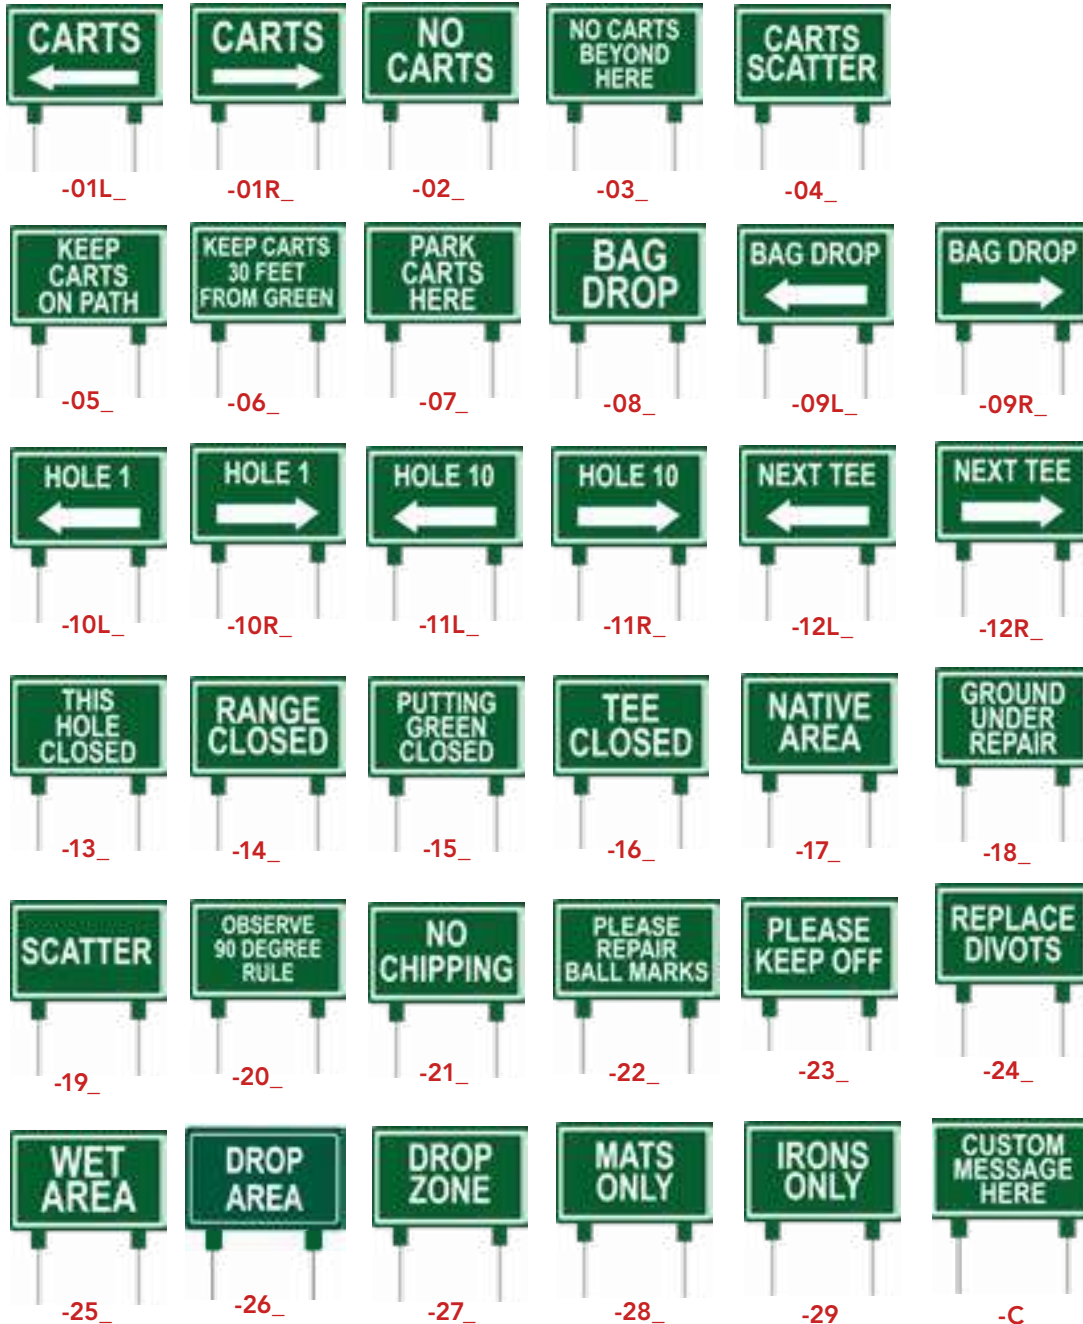 CARTS
CARTS
NO
CARTS
NO CARTS
BEYOND
HERE
CARTS
SCATTER
-01L_
-01R_
-02_
-03_
-04_
KEEP
CARTS
ON PATH
KEEP CARTS
30 FEET
FROM GREEN
PARK
CARTS
HERE
BAG
DROP
BAG DROP
BAG DROP
-05_
-06_
-07_
-08_
-09L_
-09R_
HOLE 1
HOLE 1
HOLE 10
HOLE 10
NEXT TEE
NEXT TEE
-10L_
-10R_
-11L_
-11R_
-12L_
-12R_
THIS
HOLE
CLOSED
RANGE
CLOSED
PUTTING
GREEN
CLOSED
TEE
CLOSED
NATIVE
AREA
GROUND
UNDER
REPAIR
-13_
-14_
-15_
-16_
-17_
-18_
SCATTER
OBSERVE
90 DEGREE
RULE
NO
CHIPPING
PLEASE
REPAIR
BALL MARKS
PLEASE
KEEP OFF
REPLACE
DIVOTS
-19_
-20_
-21_
-22_
-23_
-24_
WET
AREA
DROP
AREA
DROP
ZONE
MATS
ONLY
IRONS
ONLY
CUSTOM
MESSAGE
HERE
-25_
-26_
-27_
-28_
-29
-C